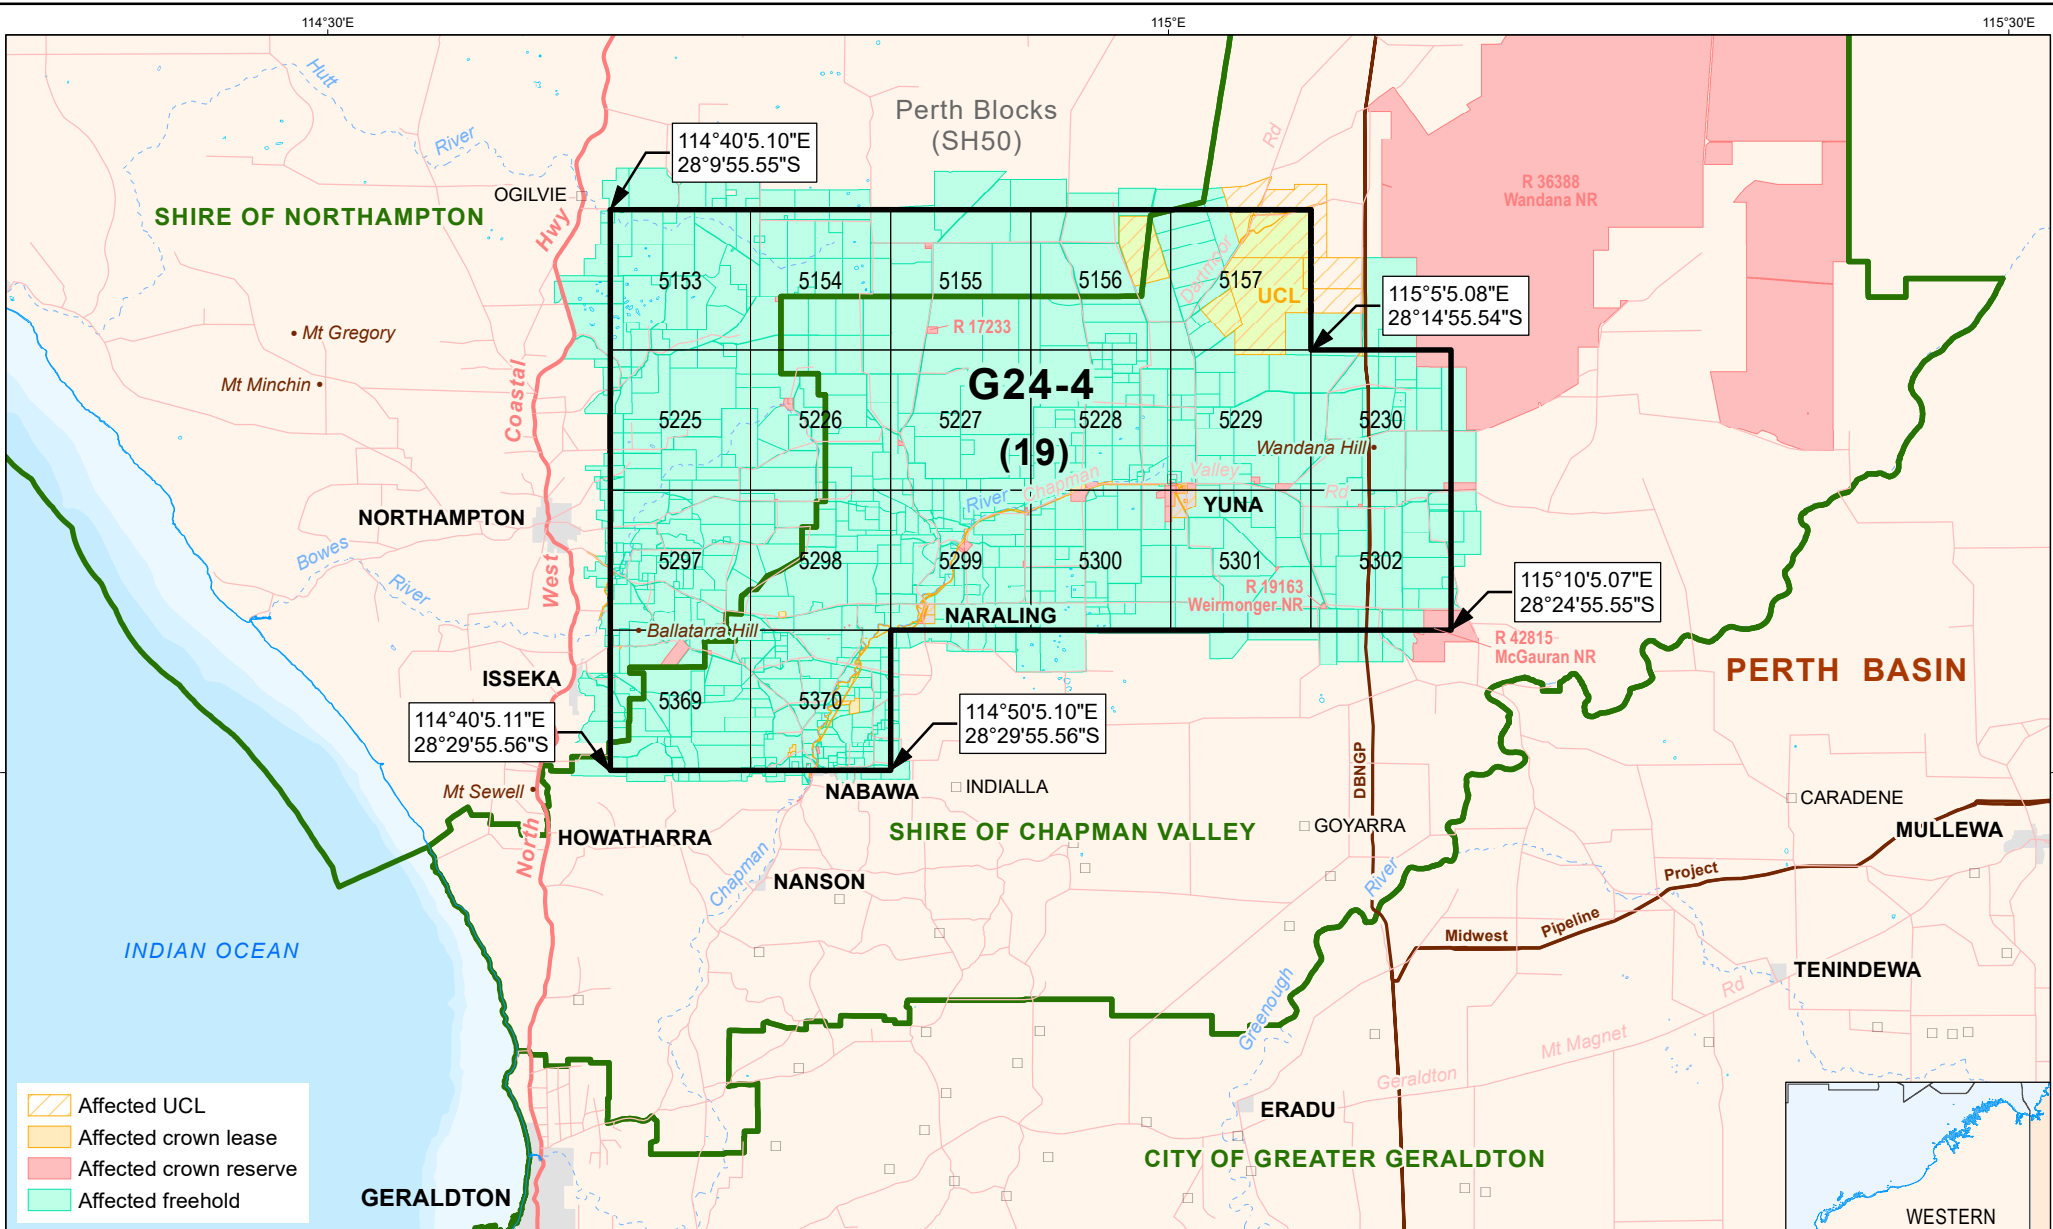 114°30'E
115°E
115°30'E
Hutt
River
Perth Blocks
(SH50)
Rd
114°40'5.10"E
28°9'55.55"S
OGILVIE
SHIRE OF NORTHAMPTON
Hwy
R 36388
Wandana NR
5153
5154
5155
5156
5157
Dartmoor
UCL
115°5'5.08"E
28°14'55.54"S
R 17233
Mt Gregory
Mt Minchin
Coastal
G24-4
(19)
5225
5226
5227
5228
5229
5230
Wandana Hill
River
Chapman
Valley
Rd
YUNA
NORTHAMPTON
Bowes
River
West
5297
5298
5299
5300
5301
5302
R 19163
Weirmonger NR
115°10'5.07"E
28°24'55.55"S
NARALING
Ballatarra Hill
R 42815
McGauran NR
PERTH BASIN
ISSEKA
5369
5370
114°40'5.11"E
28°29'55.56"S
114°50'5.10"E
28°29'55.56"S
DBNGP
Mt Sewell
NABAWA
INDIALLA
CARADENE
North
HOWATHARRA
SHIRE OF CHAPMAN VALLEY
GOYARRA
MULLEWA
Chapman
NANSON
River
Project
Pipeline
Midwest
INDIAN OCEAN
TENINDEWA
Greenough
Rd
Mt Magnet
Geraldton
ERADU
CITY OF GREATER GERALDTON
GERALDTON
Affected UCL
Affected crown lease
Affected crown reserve
Affected freehold
WESTERN